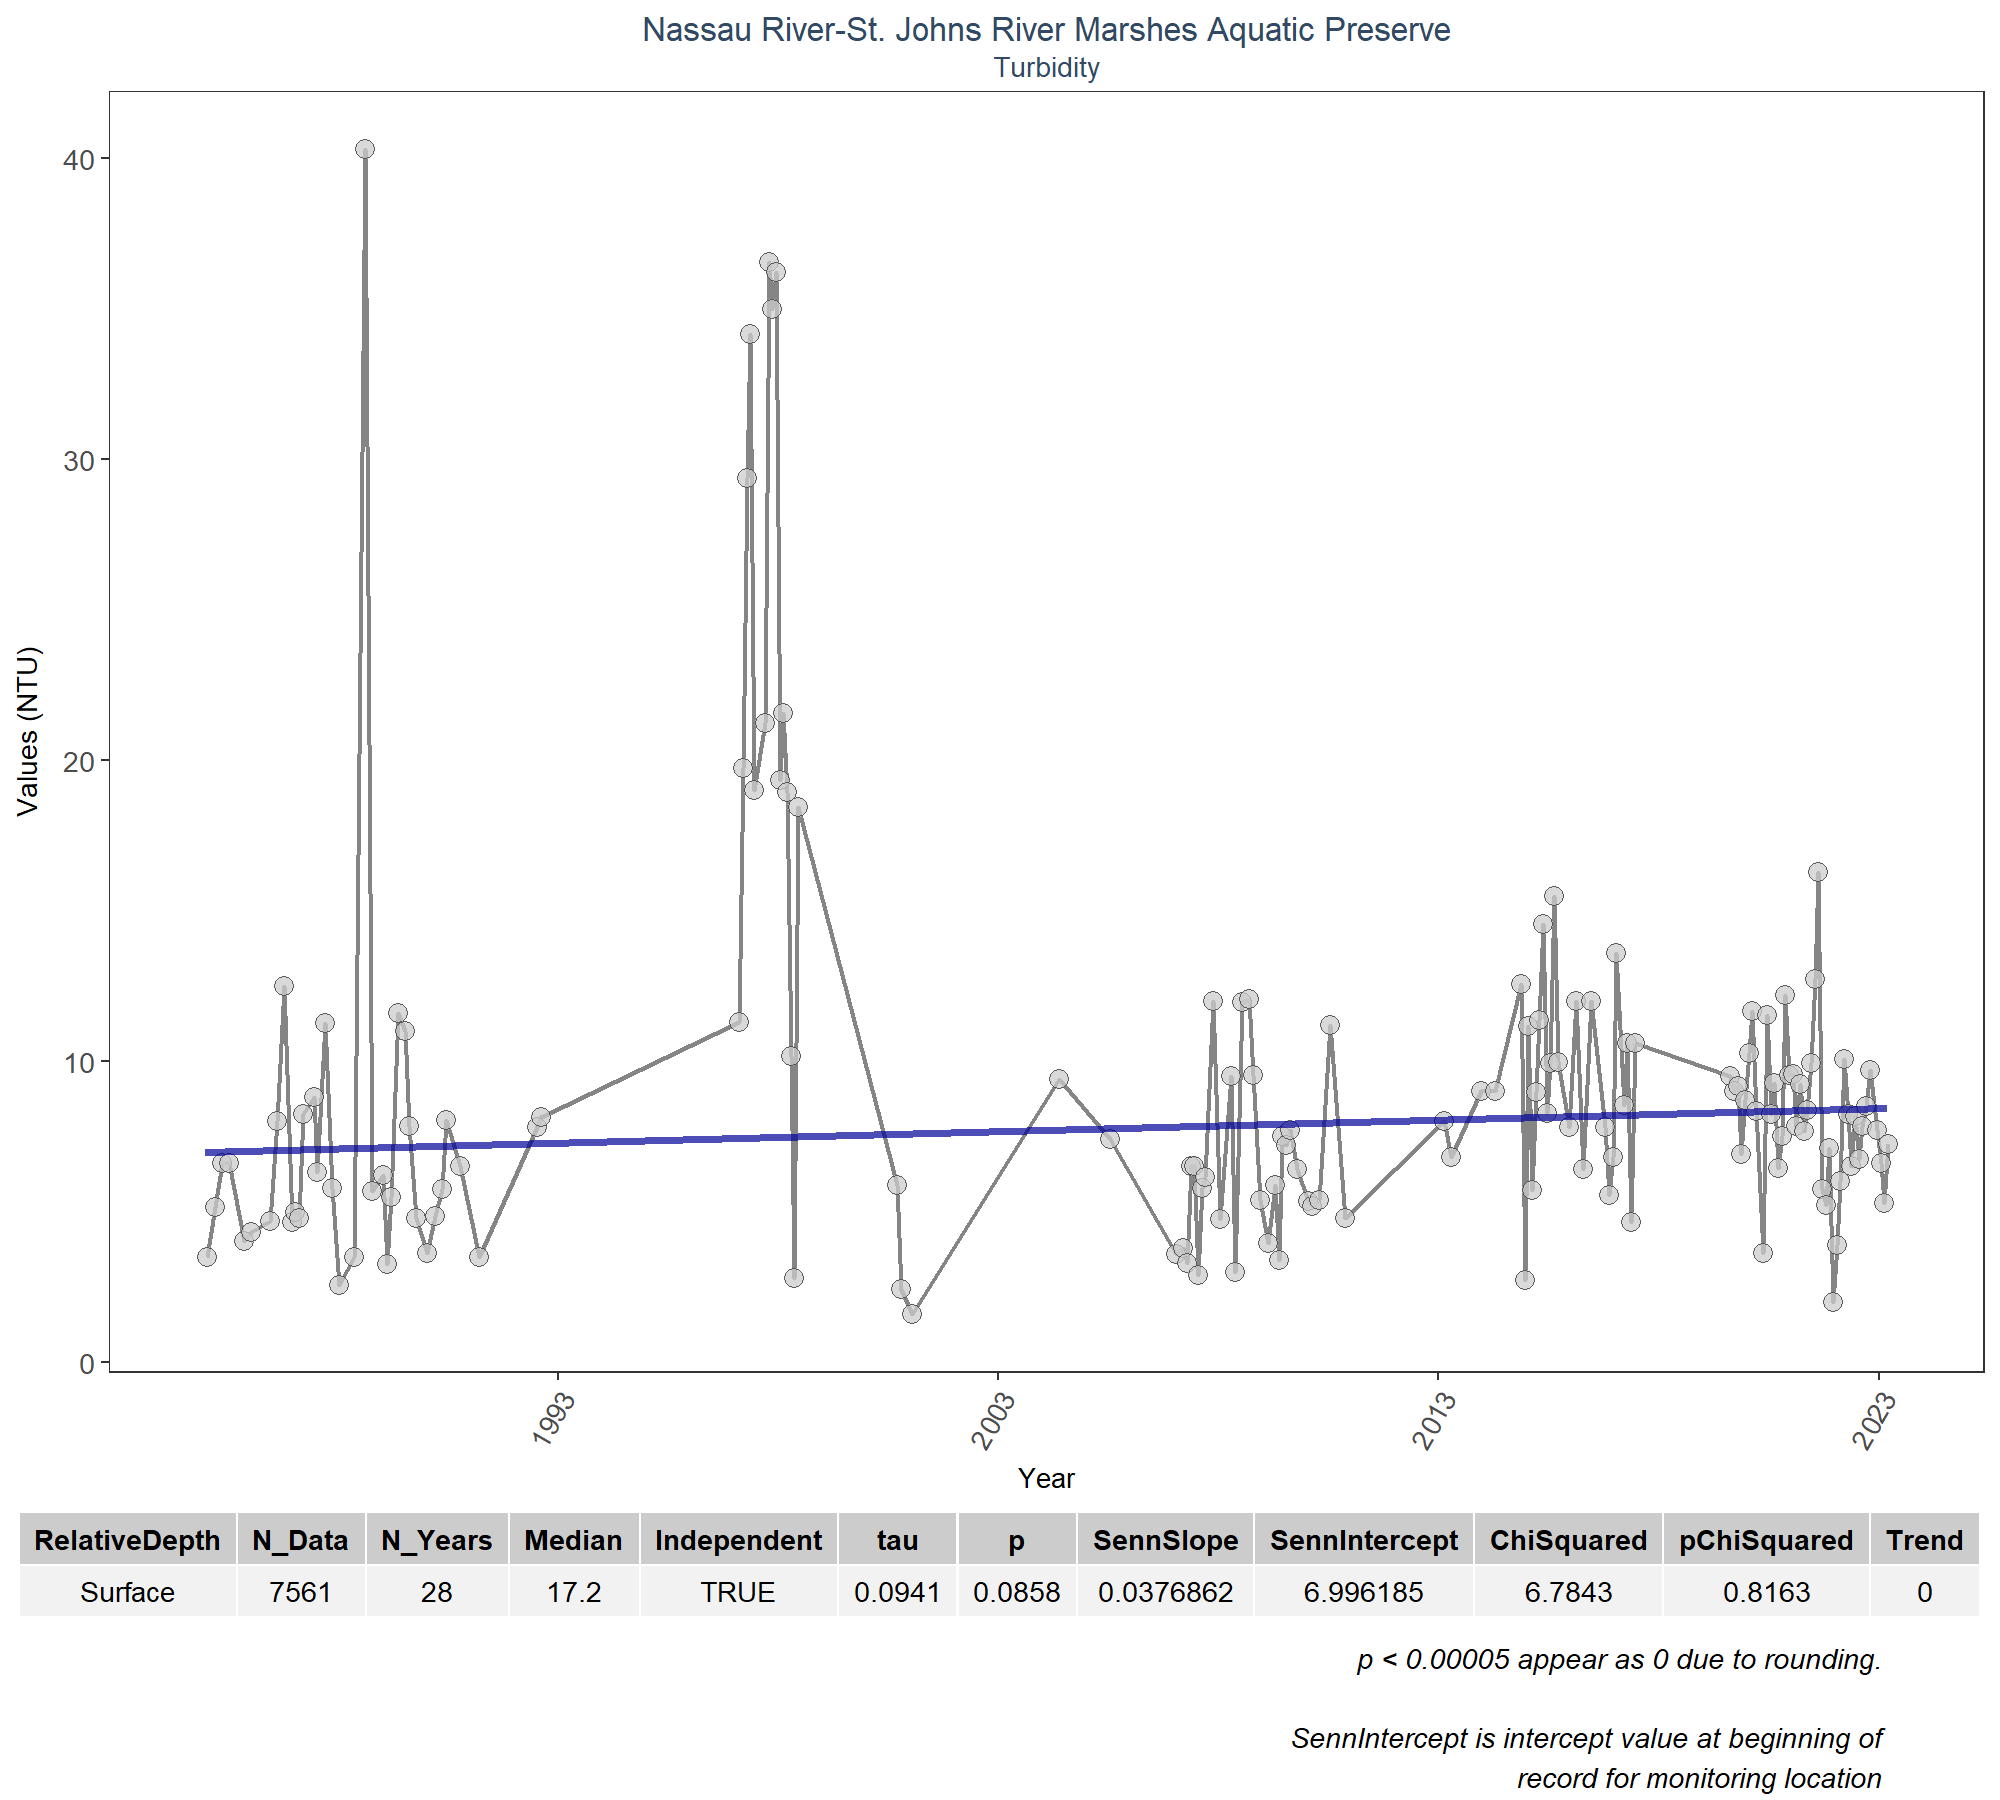 Nassau River-St. Johns River Marshes Aquatic Preserve
Turbidity
Values (NTU)
40
30
20
10
0
1993
2003
2013
2023
Year
RelativeDepth N_Data N_Years Median Independent tau p SennSlope SennIntercept ChiSquared pChiSquared Trend
Surface 7561 28 17.2 TRUE 0.0941 0.0858 0.0376862 6.996185 6.7843 0.8163 0
p < 0.00005 appear as 0 due to rounding.
SennIntercept is intercept value at beginning of
record for monitoring location